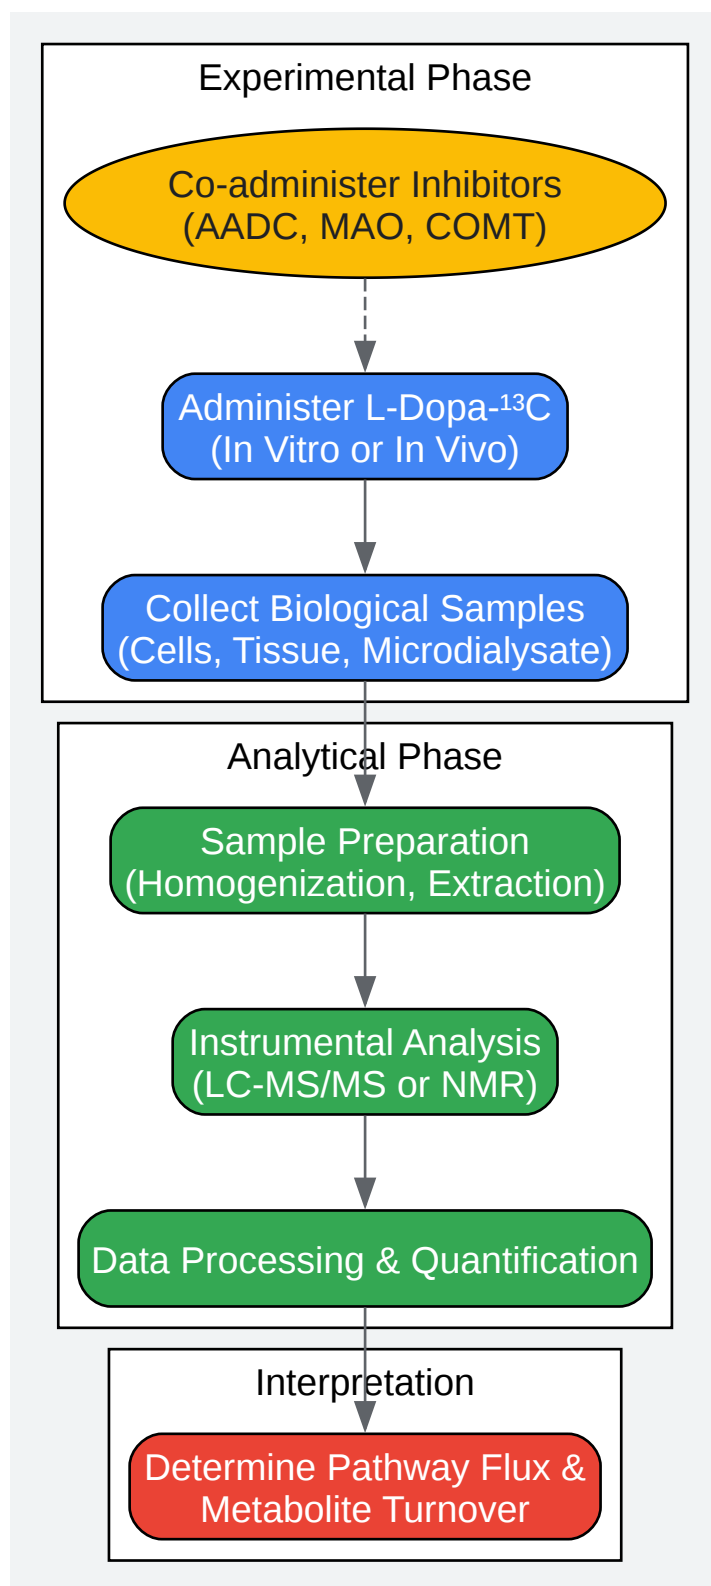 Experimental Phase
Co-administer Inhibitors
(AADC, MAO, COMT)
Administer L-Dopa-¹³C
(In Vitro or In Vivo)
Collect Biological Samples
(Cells, Tissue, Microdialysate)
Analytical Phase
Sample Preparation
(Homogenization, Extraction)
Instrumental Analysis
(LC-MS/MS or NMR)
Data Processing & Quantification
Interpretation
Determine Pathway Flux &
Metabolite Turnover